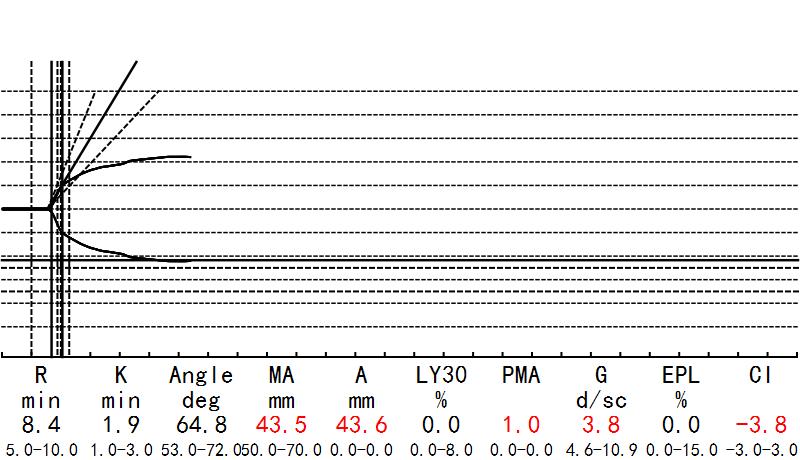 R K Angle MA A LY30 PMA G EPL CI
min min deg mm mm % d/sc %
8.4 1.9 64.8 43.5 43.6 0.0 1.0 3.8 0.0 -3.8
5.0-10.0 1.0-3.0 53.0-72.0 50.0-70.0 0.0-0.0 0.0-8.0 0.0-0.0 4.6-10.9 0.0-15.0 -3.0-3.0